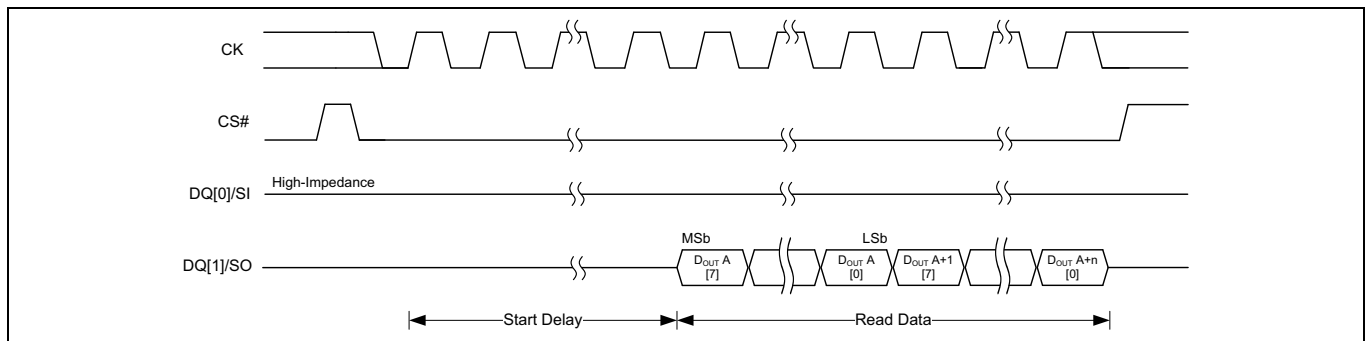 CK
CS#
High-Impedance
DQ[0]/SI
MSb
LSb
DQ[1]/SO
DOUT A
[7]
DOUT A
[0]
DOUT A+1
[7]
DOUT A+n
[0]
Start Delay
Read Data